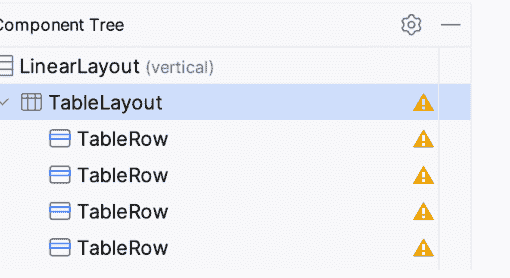 Component Tree
LinearLayout (vertical)
TableLayout
TableRow
TableRow
TableRow
TableRow